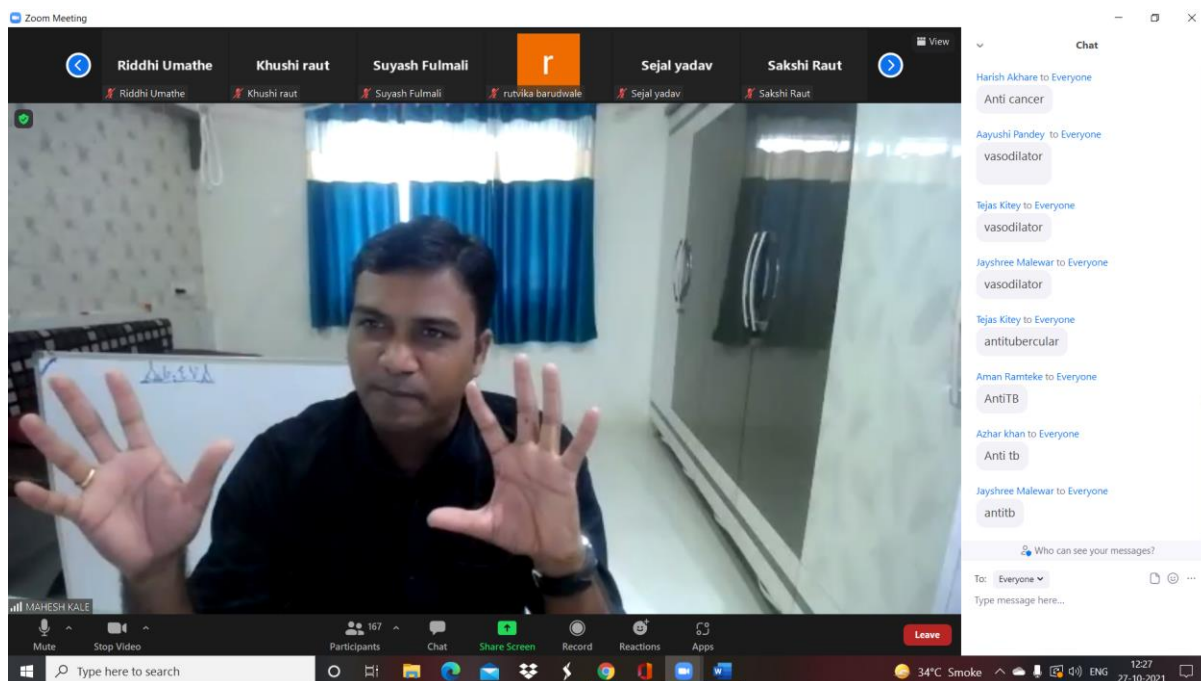 Zoom Meeting
View
Riddhi Umathe
Khushi raut
Suyash Fulmali
r
Sejal yadav
Sakshi Raut
Riddhi Umathe
Khushi raut
Suyash Fulmali
rutvika barudwale
Sejal yadav
Sakshi Raut
MAHESH KALE
Mute
Stop Video
167
Participants
Chat
Share Screen
Record
Reactions
Apps
Leave
Chat
Harish Akhare to Everyone
Anti cancer
Aayushi Pandey to Everyone
vasodilator
Tejas Kitey to Everyone
vasodilator
Jayshree Malewar to Everyone
vasodilator
Tejas Kitey to Everyone
antitubercular
Aman Ramteke to Everyone
AntiTB
Azhar khan to Everyone
Anti tb
Jayshree Malewar to Everyone
antitb
Who can see your messages?
To: Everyone
Type message here...
Type here to search
34°C Smoke
ENG
12:27
27-10-2021